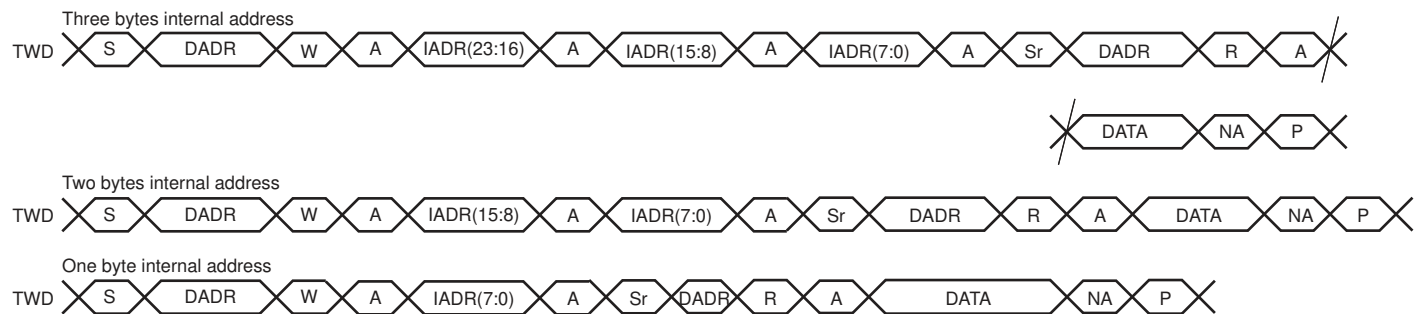 Three bytes internal address
TWD S DADR W A IADR(23:16) A IADR(15:8) A IADR(7:0) A Sr DADR R A
DATA NA P
Two bytes internal address
TWD S DADR W A IADR(15:8) A IADR(7:0) A Sr DADR R A DATA NA P
One byte internal address
TWD S DADR W A IADR(7:0) A Sr DADR R A DATA NA P